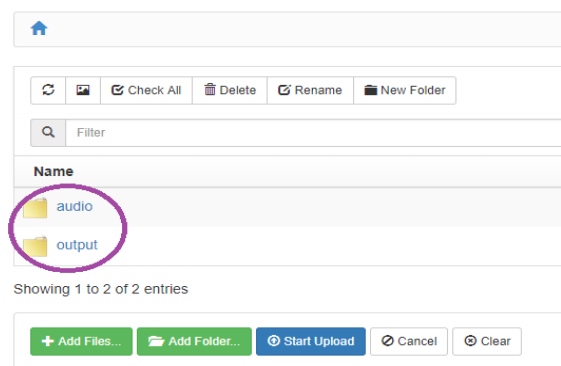 Check All Delete Rename New Folder
Filter
Name
audio
output
Showing 1 to 2 of 2 entries
Add Files... Add Folder... Start Upload Cancel Clear